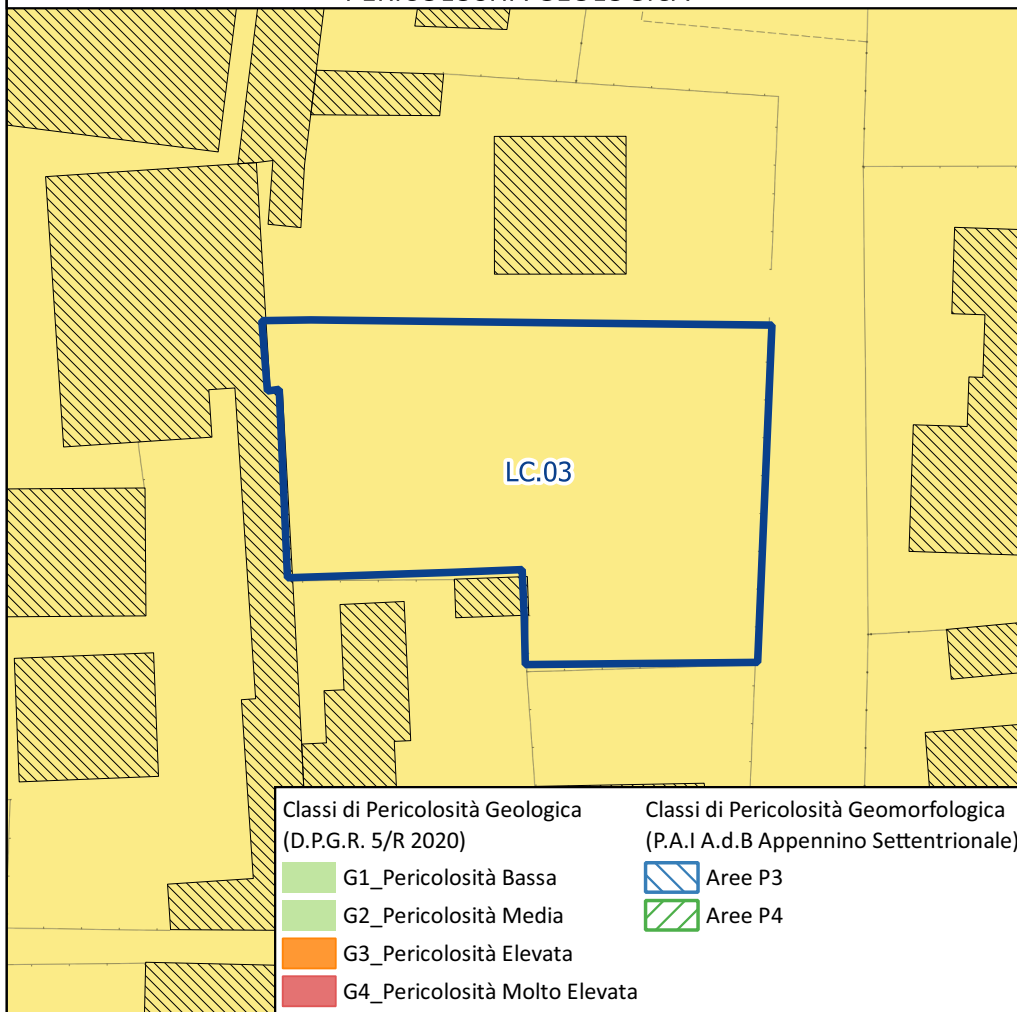 LC.03
Classi di Pericolosità Geologica
(D.P.G.R. 5/R 2020)
G1_Pericolosità Bassa
G2_Pericolosità Media
G3_Pericolosità Elevata
G4_Pericolosità Molto Elevata
Classi di Pericolosità Geomorfologica
(P.A.I A.d.B Appennino Settentrionale)
Aree P3
Aree P4